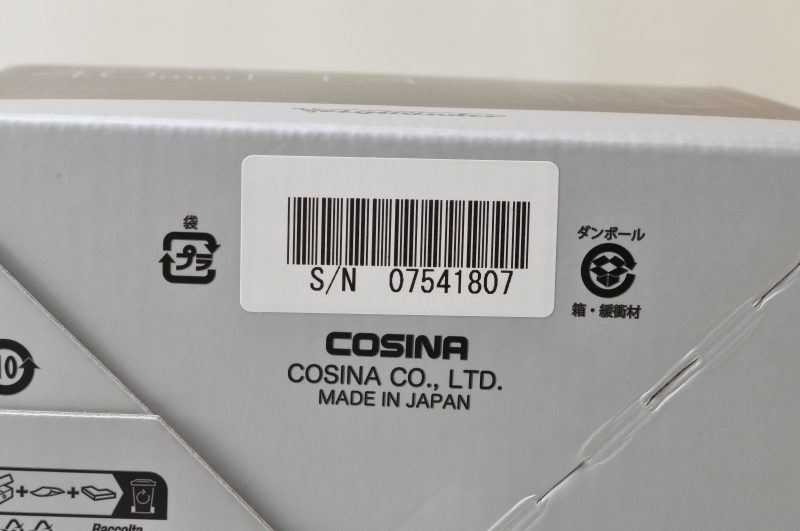 袋
プラ
S/N 07541807
ダンボール
箱・緩衝材
COSINA
COSINA CO., LTD.
MADE IN JAPAN
10
Raccolta